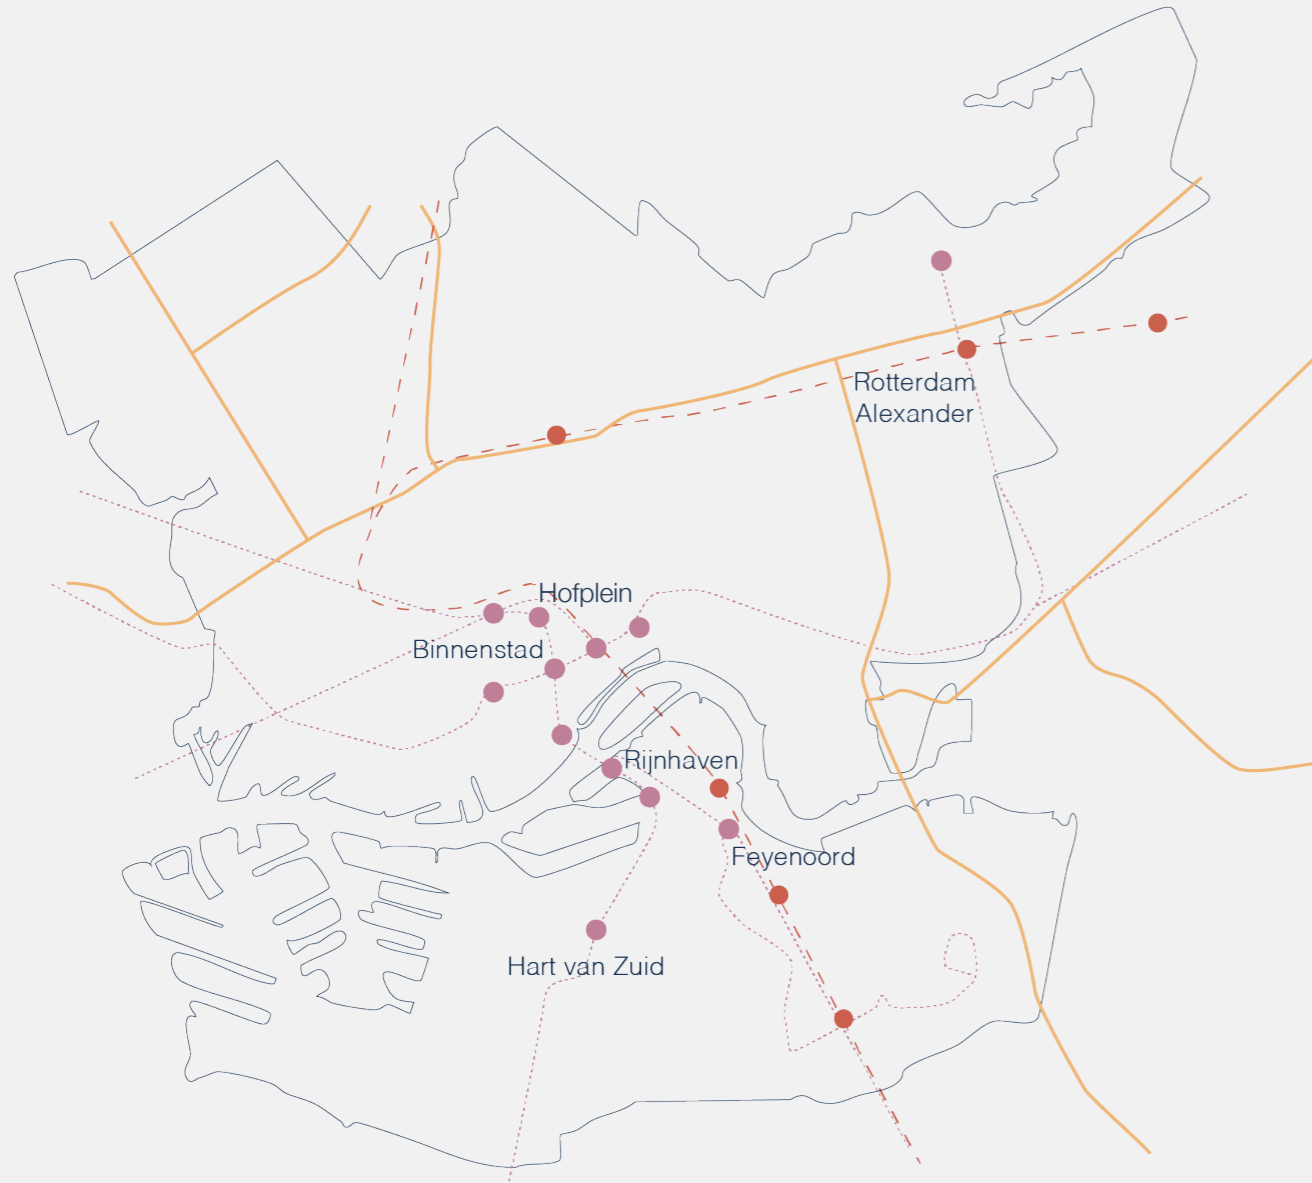 Rotterdam
Alexander
Hofplein
Binnenstad
Rijnhaven
Feyenoord
Hart van Zuid